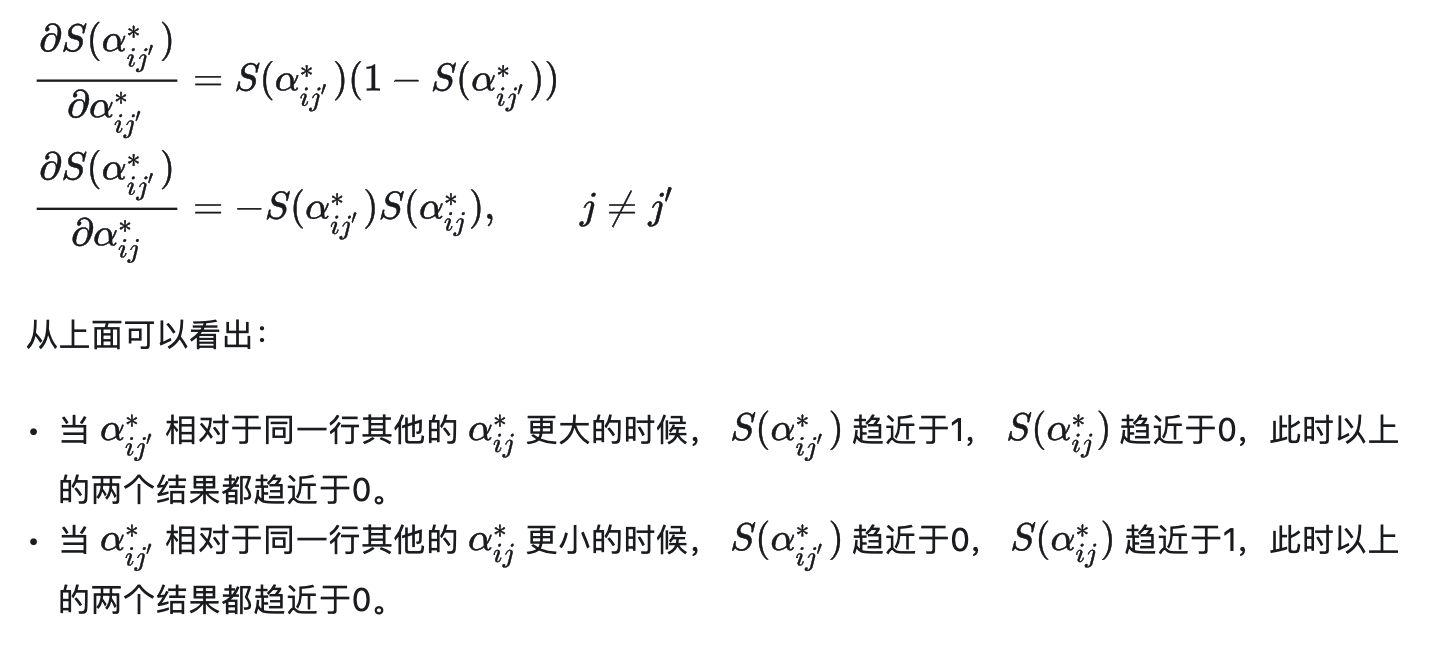 $\frac{\partial S(\alpha^*_{ij'})}{\partial \alpha^*_{ij'}} = S(\alpha^*_{ij'})(1 - S(\alpha^*_{ij'}))$
$\frac{\partial S(\alpha^*_{ij'})}{\partial \alpha^*_{ij}} = -S(\alpha^*_{ij'})S(\alpha^*_{ij}), \qquad j \neq j'$
从上面可以看出：
• 当 $\alpha^*_{ij'}$ 相对于同一行其他的 $\alpha^*_{ij}$ 更大的时候， $S(\alpha^*_{ij'})$ 趋近于1， $S(\alpha^*_{ij})$ 趋近于0，此时以上
的两个结果都趋近于0。
• 当 $\alpha^*_{ij'}$ 相对于同一行其他的 $\alpha^*_{ij}$ 更小的时候， $S(\alpha^*_{ij'})$ 趋近于0， $S(\alpha^*_{ij})$ 趋近于1，此时以上
的两个结果都趋近于0。